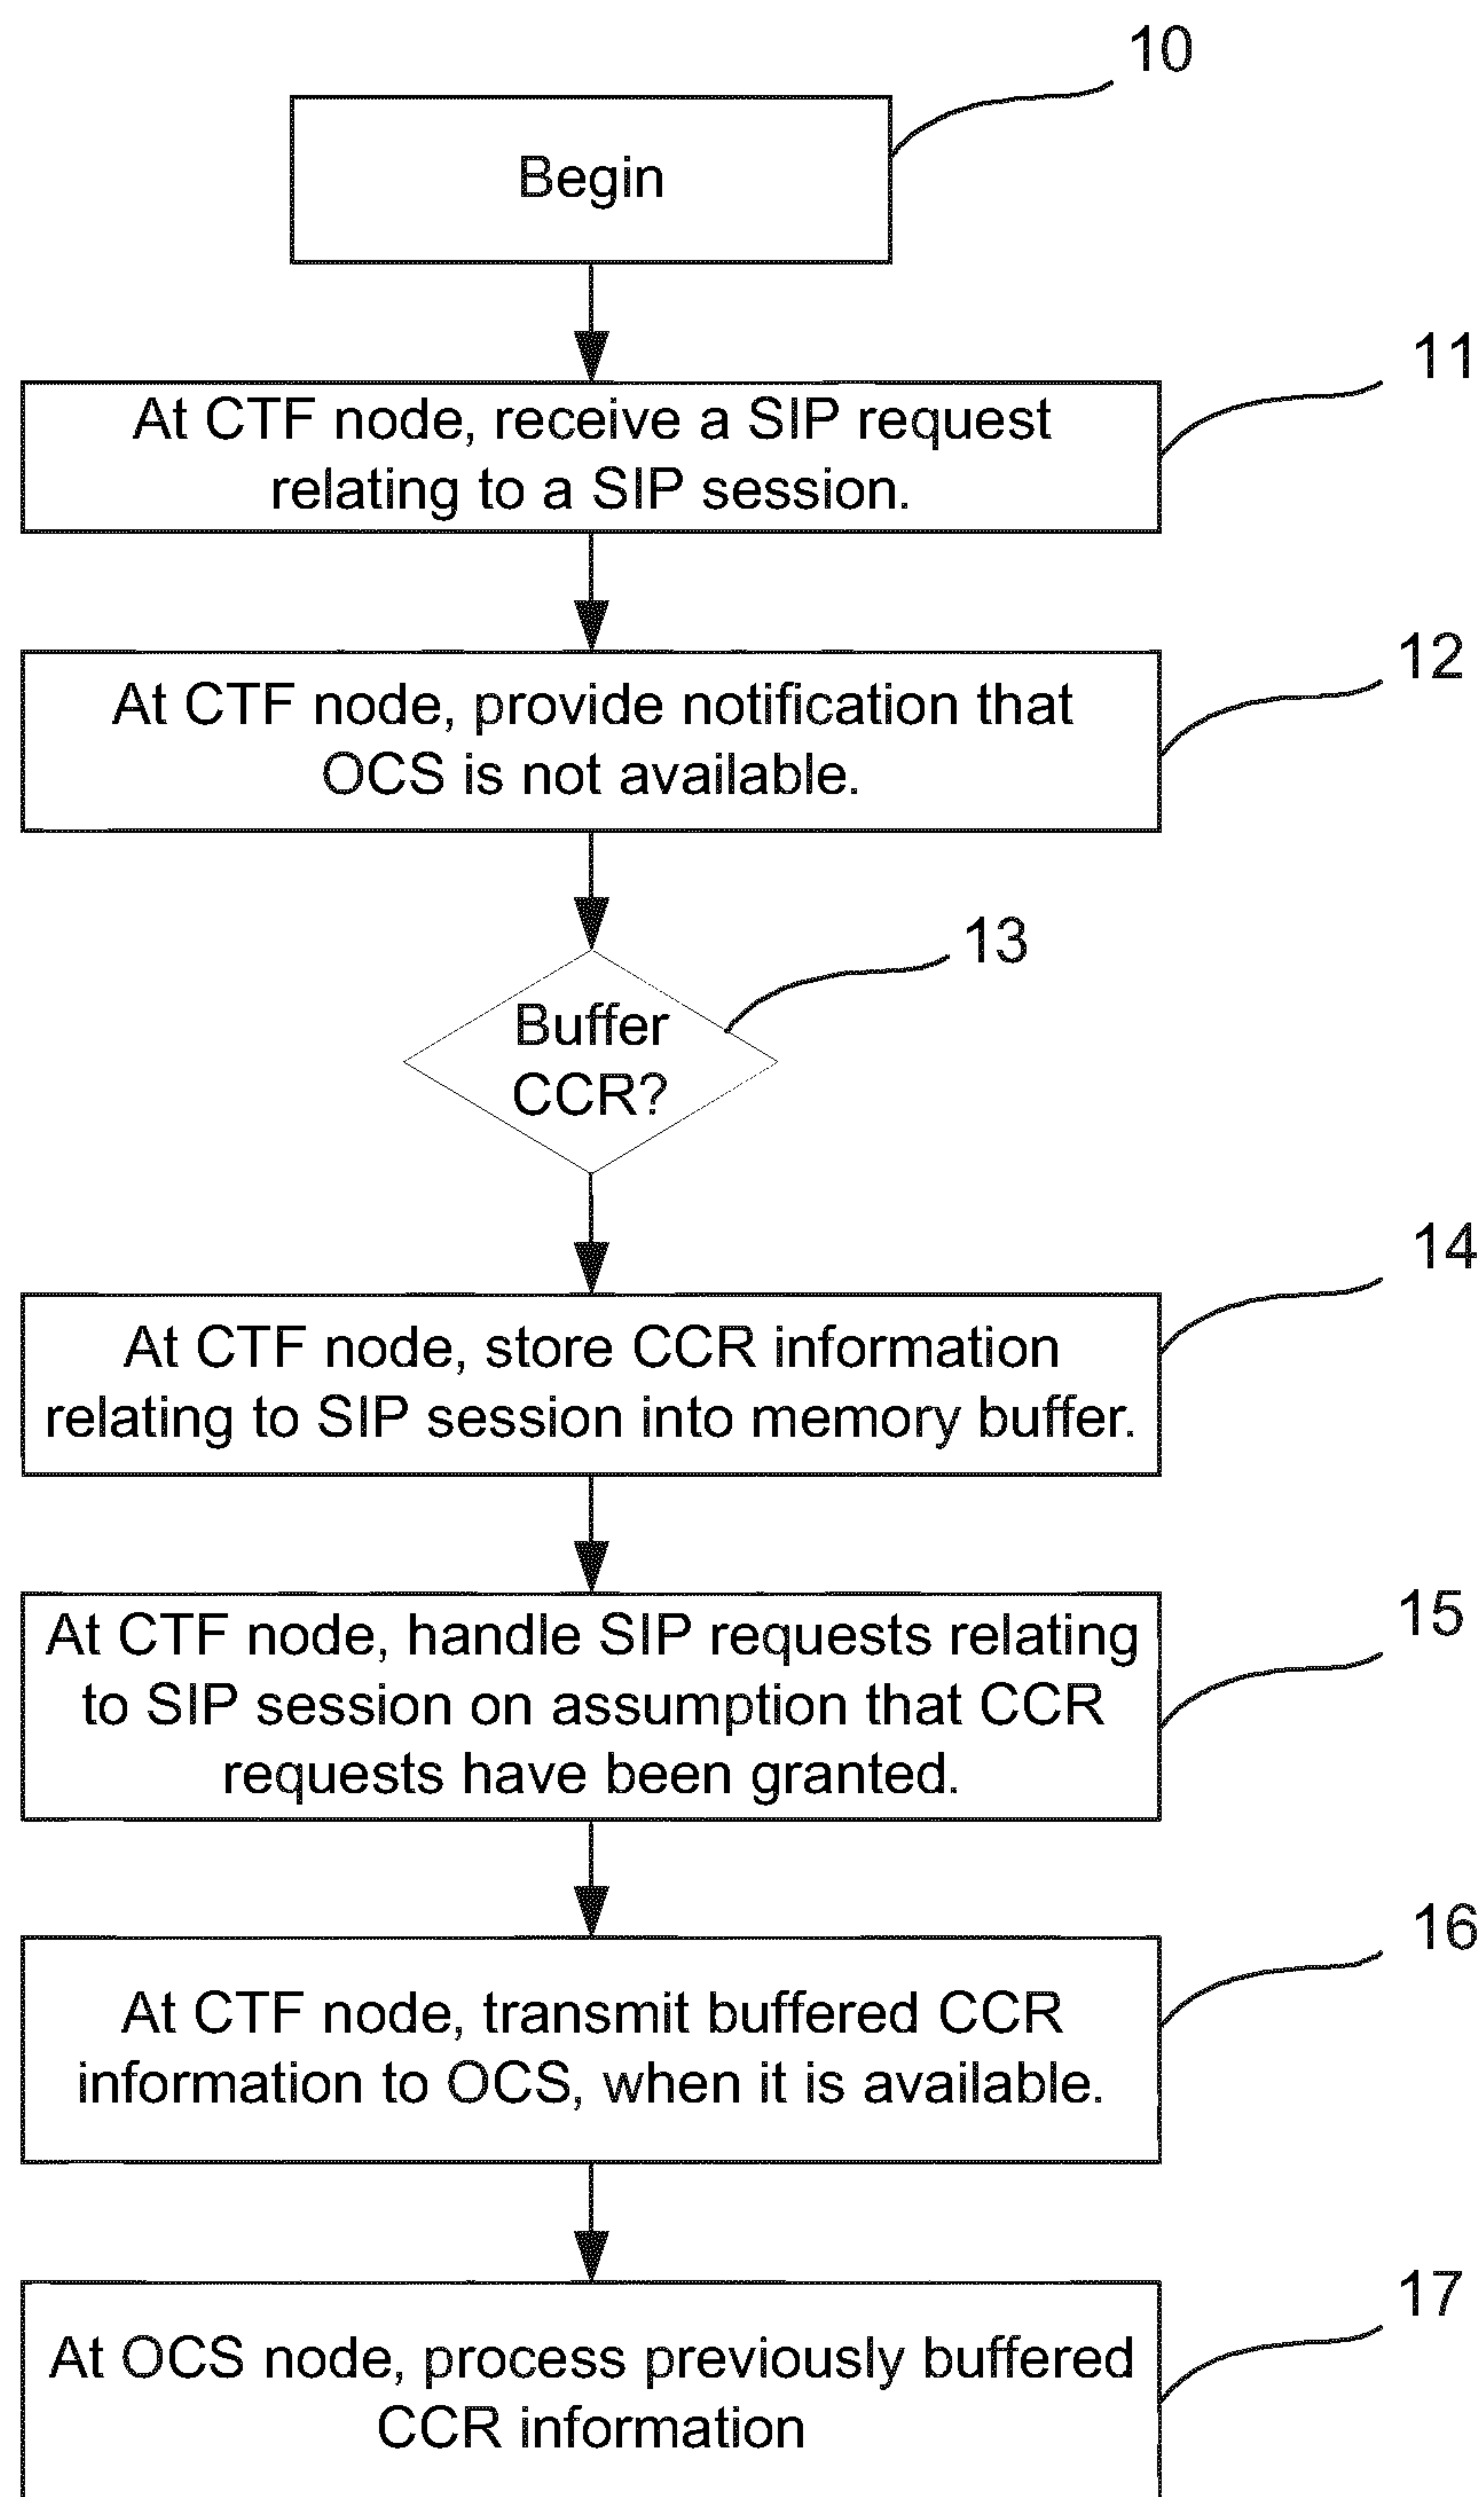 10
Begin
11
At CTF node, receive a SIP request
relating to a SIP session.
12
At CTF node, provide notification that
OCS is not available.
13
Buffer
CCR?
14
At CTF node, store CCR information
relating to SIP session into memory buffer.
15
At CTF node, handle SIP requests relating
to SIP session on assumption that CCR
requests have been granted.
16
At CTF node, transmit buffered CCR
information to OCS, when it is available.
17
At OCS node, process previously buffered
CCR information